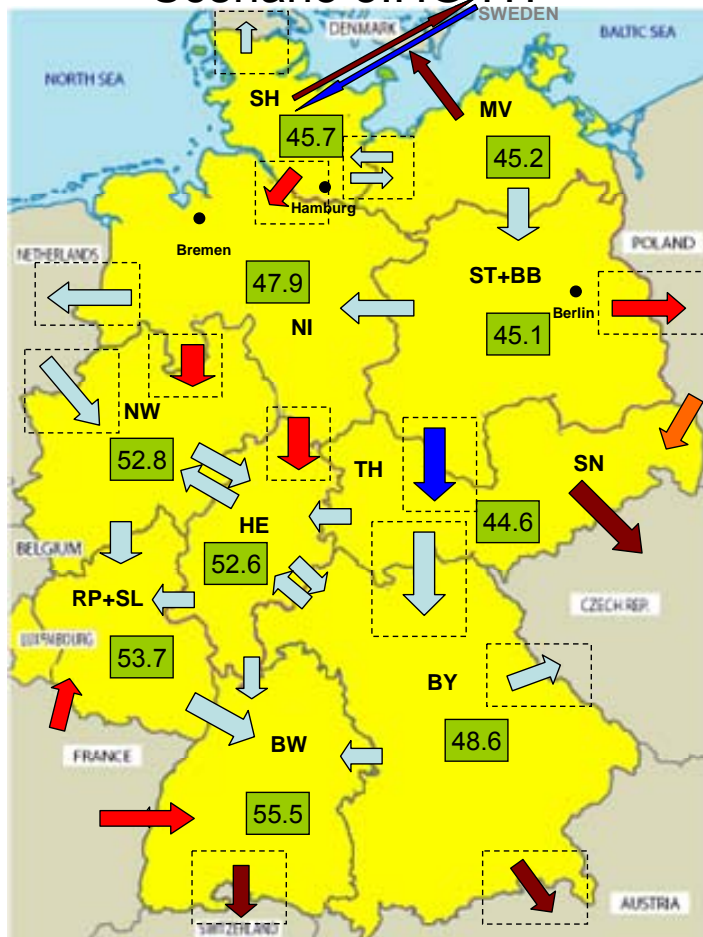 SWEDEN
DENMARK
BALTIC SEA
NORTH SEA
SH
MV
45.7
45.2
Hamburg
Bremen
NETHERLANDS
POLAND
ST+BB
47.9
Berlin
NI
45.1
NW
52.8
TH
SN
HE
44.6
BELGIUM
52.6
RP+SL
CZECH REP.
LUXEMBOURG
53.7
BY
FRANCE
BW
48.6
55.5
AUSTRIA
SWITZERLAND